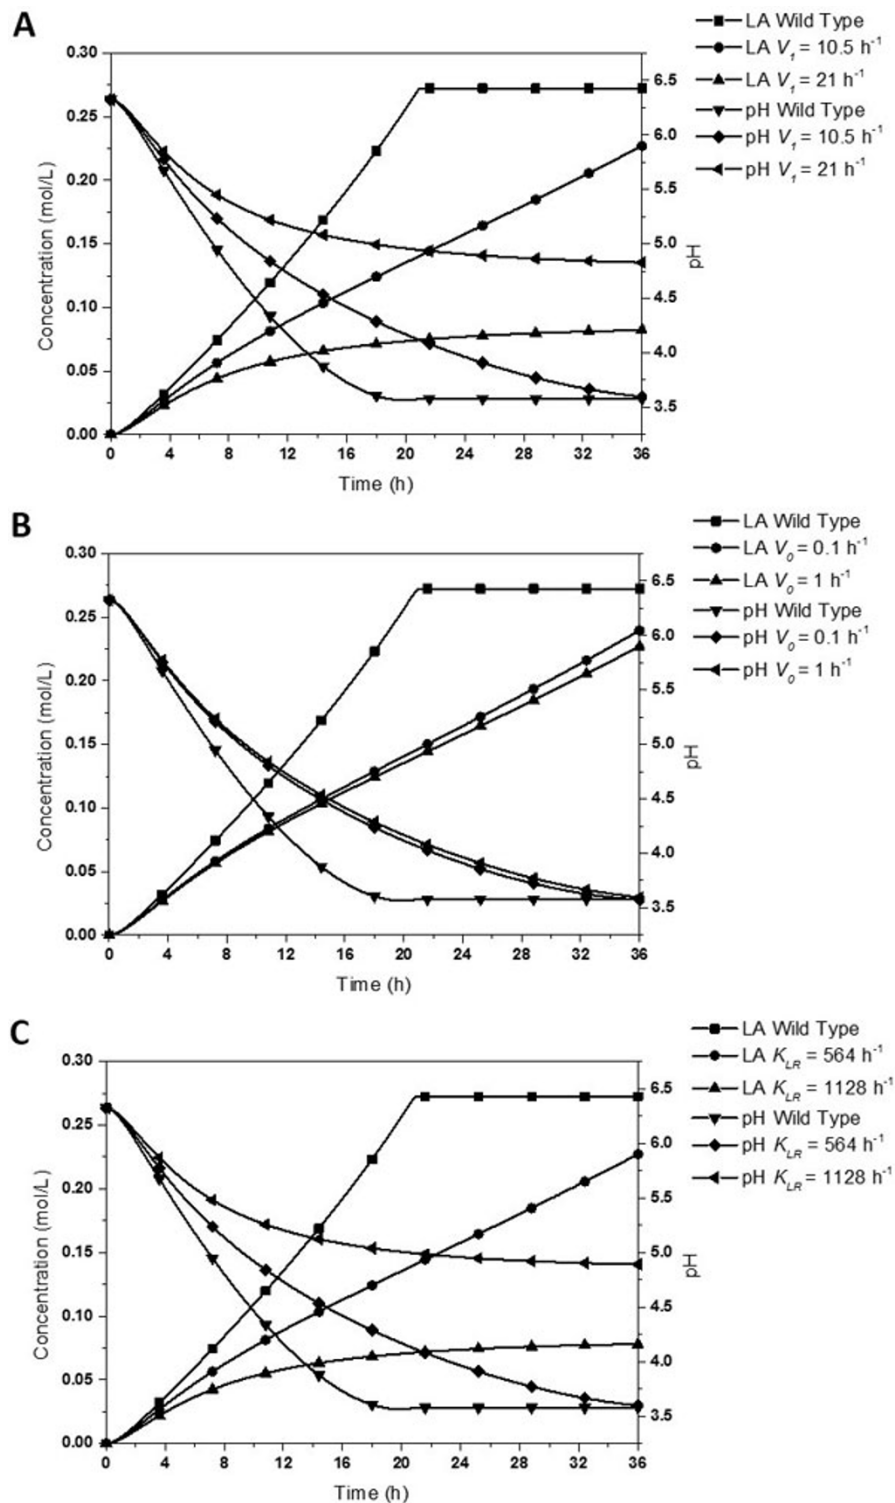 A
LA Wild Type
LA V₁ = 10.5 h⁻¹
LA V₁ = 21 h⁻¹
pH Wild Type
pH V₁ = 10.5 h⁻¹
pH V₁ = 21 h⁻¹
0.30
0.25
0.20
0.15
0.10
0.05
0.00
Concentration (mol/L)
6.5
6.0
5.5
5.0
4.5
4.0
3.5
pH
0 4 8 12 16 20 24 28 32 36
Time (h)
B
LA Wild Type
LA V₀ = 0.1 h⁻¹
LA V₀ = 1 h⁻¹
pH Wild Type
pH V₀ = 0.1 h⁻¹
pH V₀ = 1 h⁻¹
0.30
0.25
0.20
0.15
0.10
0.05
0.00
Concentration (mol/L)
6.5
6.0
5.5
5.0
4.5
4.0
3.5
pH
0 4 8 12 16 20 24 28 32 36
Time (h)
C
LA Wild Type
LA K_LR = 564 h⁻¹
LA K_LR = 1128 h⁻¹
pH Wild Type
pH K_LR = 564 h⁻¹
pH K_LR = 1128 h⁻¹
0.30
0.25
0.20
0.15
0.10
0.05
0.00
Concentration (mol/L)
6.5
6.0
5.5
5.0
4.5
4.0
3.5
pH
0 4 8 12 16 20 24 28 32 36
Time (h)